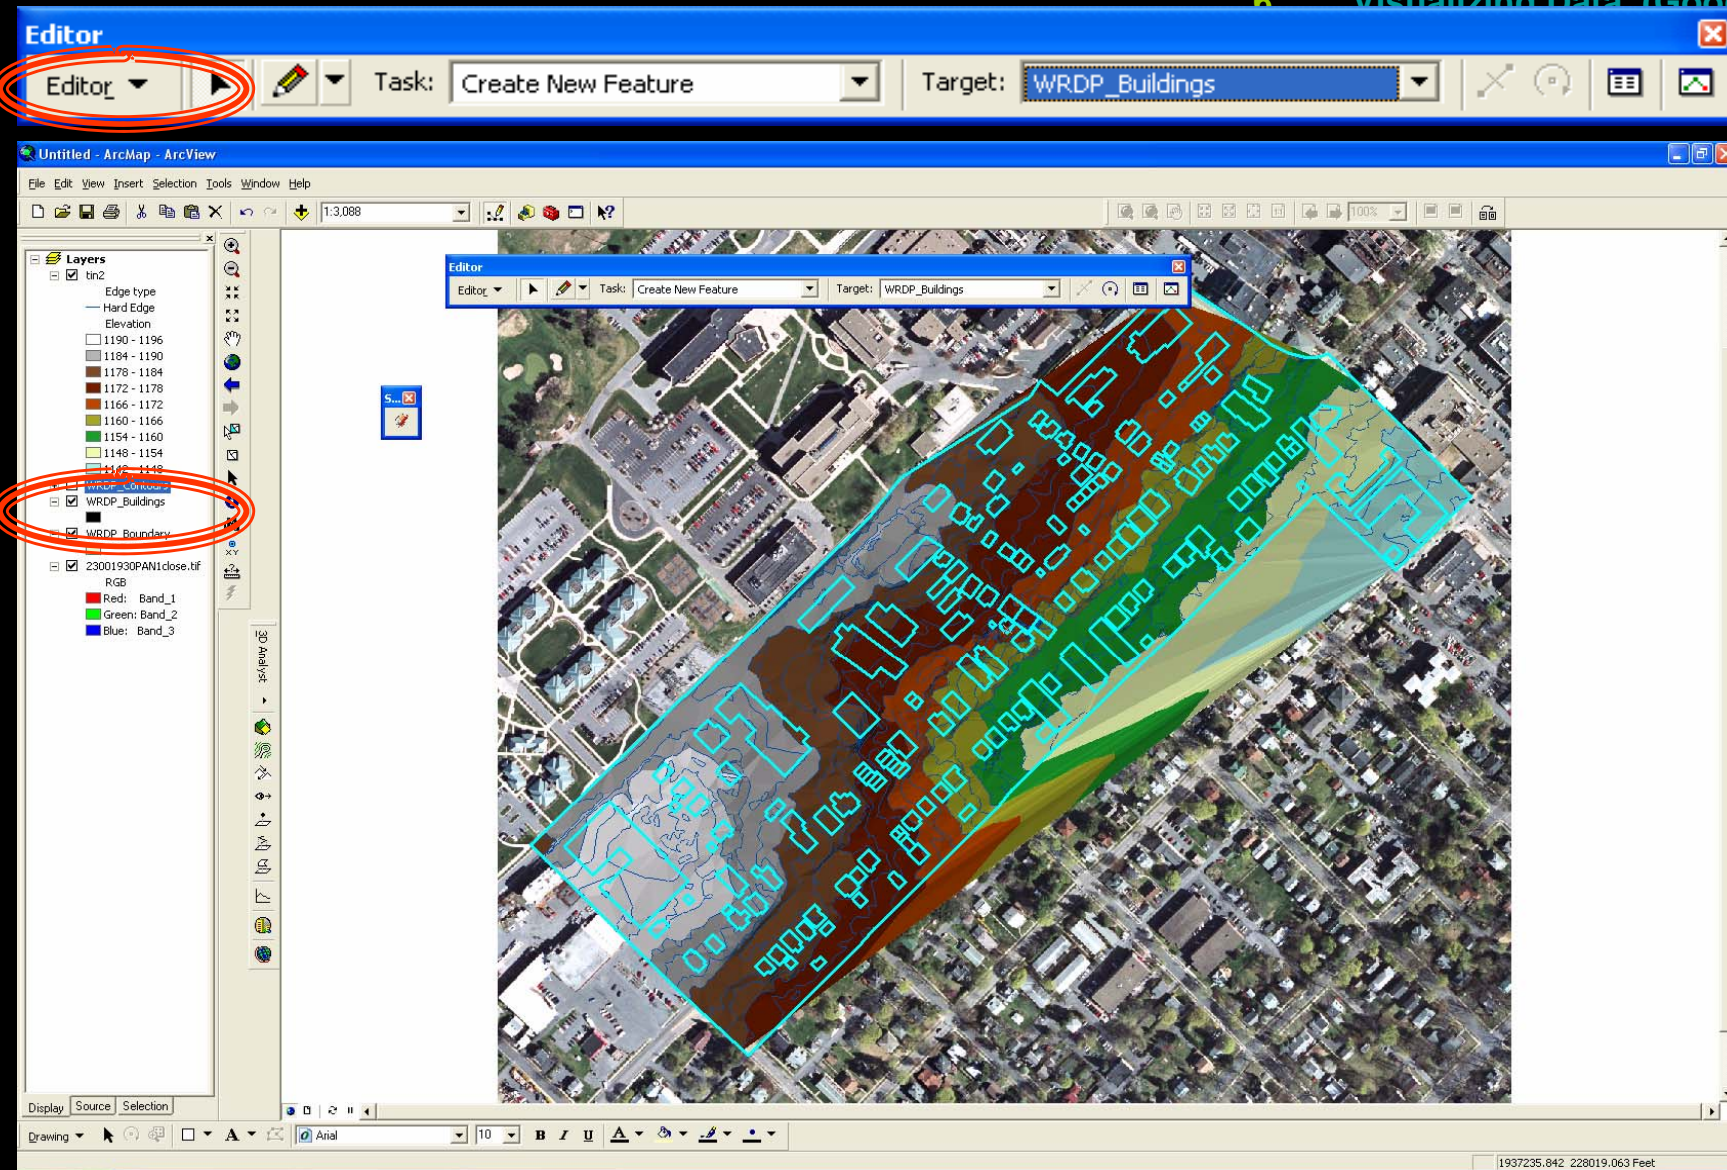 Editor
Editor Task: Create New Feature Target: WRDP_Buildings
Untitled - ArcMap - ArcView
File Edit View Insert Selection Tools Window Help
1:3,088 100%
Layers
tin2
Edge type
Hard Edge
Elevation
1190 - 1196
1184 - 1190
1178 - 1184
1172 - 1178
1166 - 1172
1160 - 1166
1154 - 1160
1148 - 1154
1142 - 1148
WRDP_Contours
WRDP_Buildings
WRDP_Boundary
23001930PAN1close.tif
RGB
Red: Band_1
Green: Band_2
Blue: Band_3
Editor
Editor Task: Create New Feature Target: WRDP_Buildings
S...
XY
3D Analyst
Display Source Selection
Drawing A Arial 10 B I U A
1937235.842 228019.063 Feet